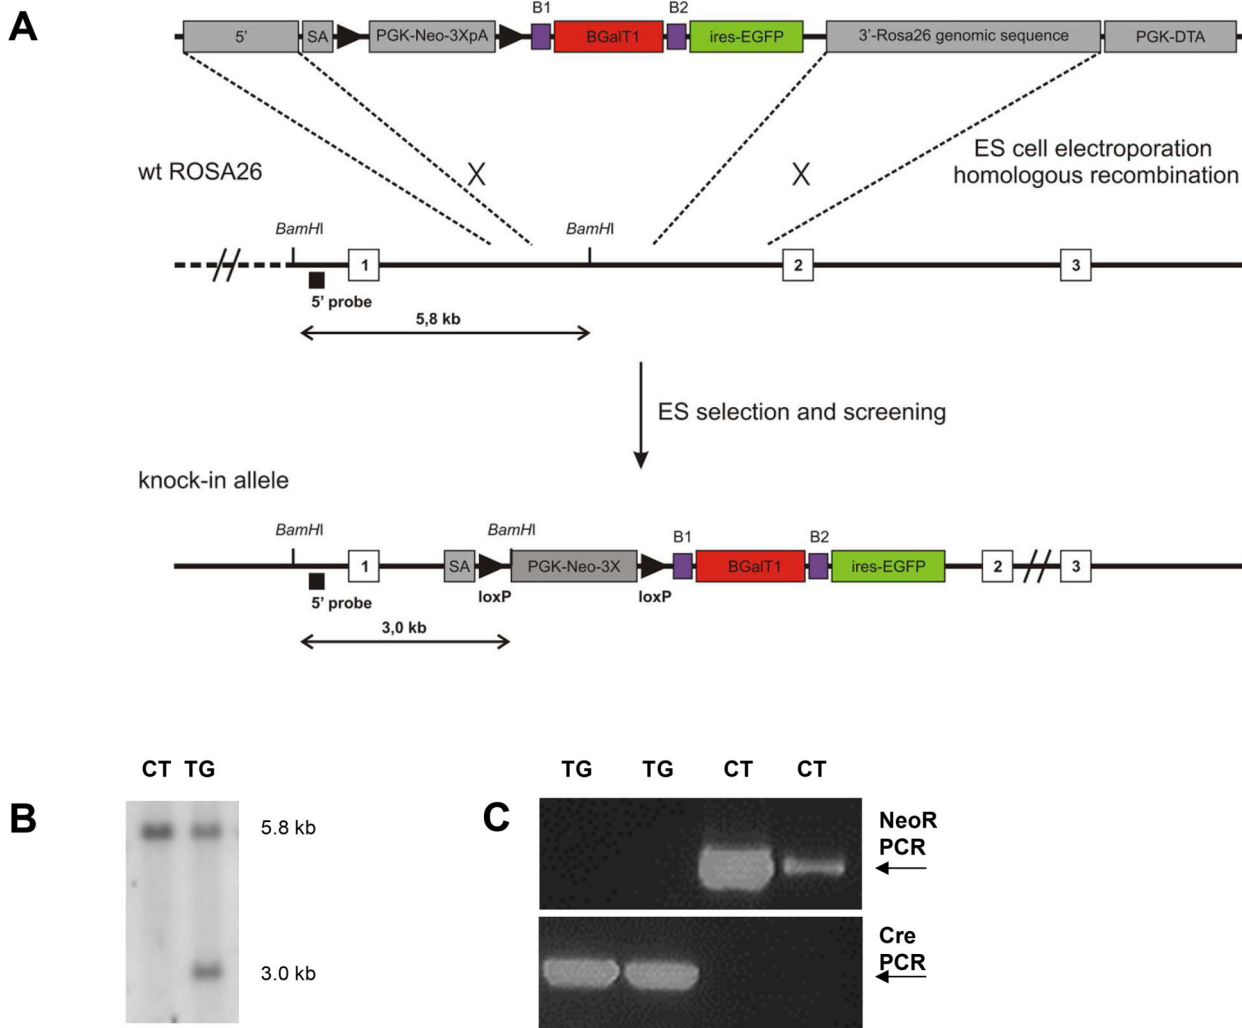 A
B1 B2
5' SA PGK-Neo-3XpA BGalT1 ires-EGFP 3'-Rosa26 genomic sequence PGK-DTA
wt ROSA26
X X
ES cell electroporation
homologous recombination
BamHI BamHI
1 2 3
5' probe
5,8 kb
ES selection and screening
knock-in allele
BamHI BamHI B1 B2
1 SA PGK-Neo-3X BGalT1 ires-EGFP 2 3
5' probe loxP loxP
3,0 kb
B
CT TG
5.8 kb
3.0 kb
C
TG TG CT CT
NeoR
PCR
Cre
PCR